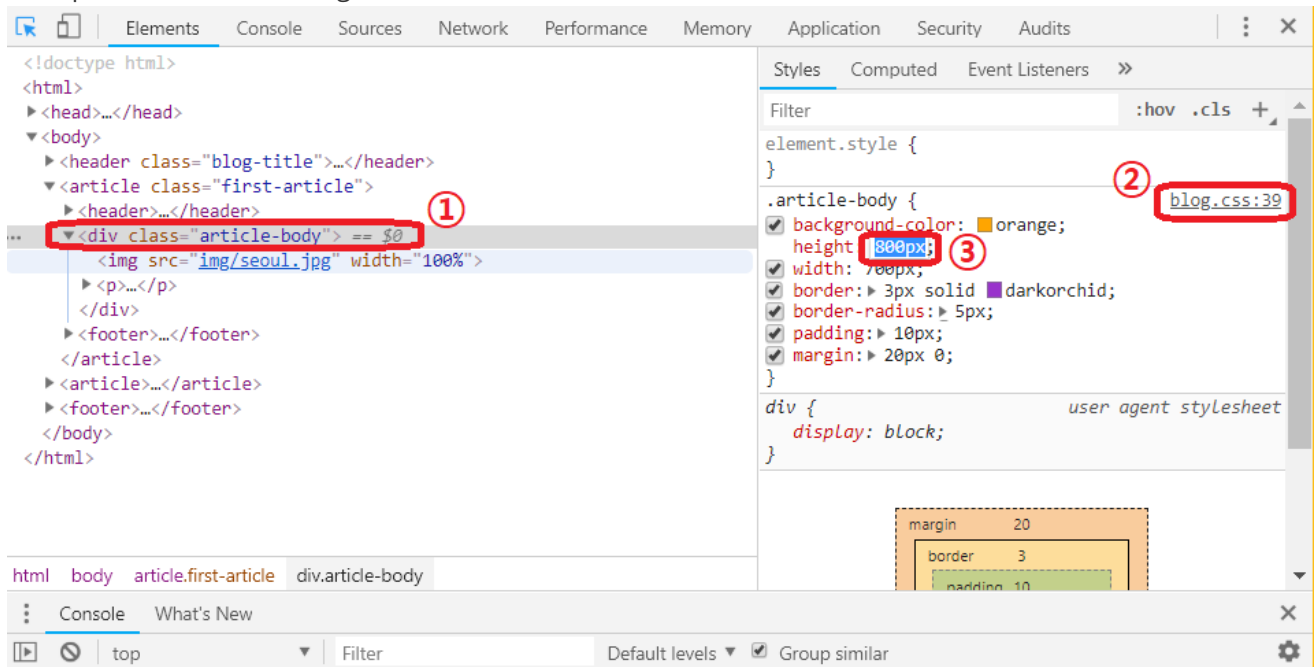 Elements Console Sources Network Performance Memory Application Security Audits
<!doctype html>
<html>
<head>…</head>
<body>
<header class="blog-title">…</header>
<article class="first-article">
<header>…</header>
①
<div class="article-body"> == $0
<img src="img/seoul.jpg" width="100%">
<p>…</p>
</div>
<footer>…</footer>
</article>
<article>…</article>
<footer>…</footer>
</body>
</html>
html body article.first-article div.article-body
Styles Computed Event Listeners »
Filter :hov .cls +
element.style {
}
②
.article-body { blog.css:39
background-color: orange;
height: 800px; ③
width: 700px;
border: 3px solid darkorchid;
border-radius: 5px;
padding: 10px;
margin: 20px 0;
}
div { user agent stylesheet
display: block;
}
margin 20
border 3
padding 10
Console What's New
top Filter Default levels ▼ Group similar